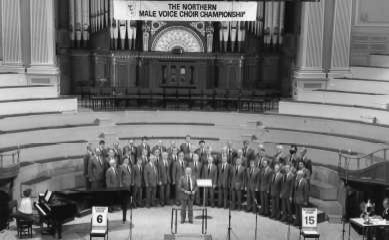 THE NORTHERN
MALE VOICE CHOIR CHAMPIONSHIP
6
15